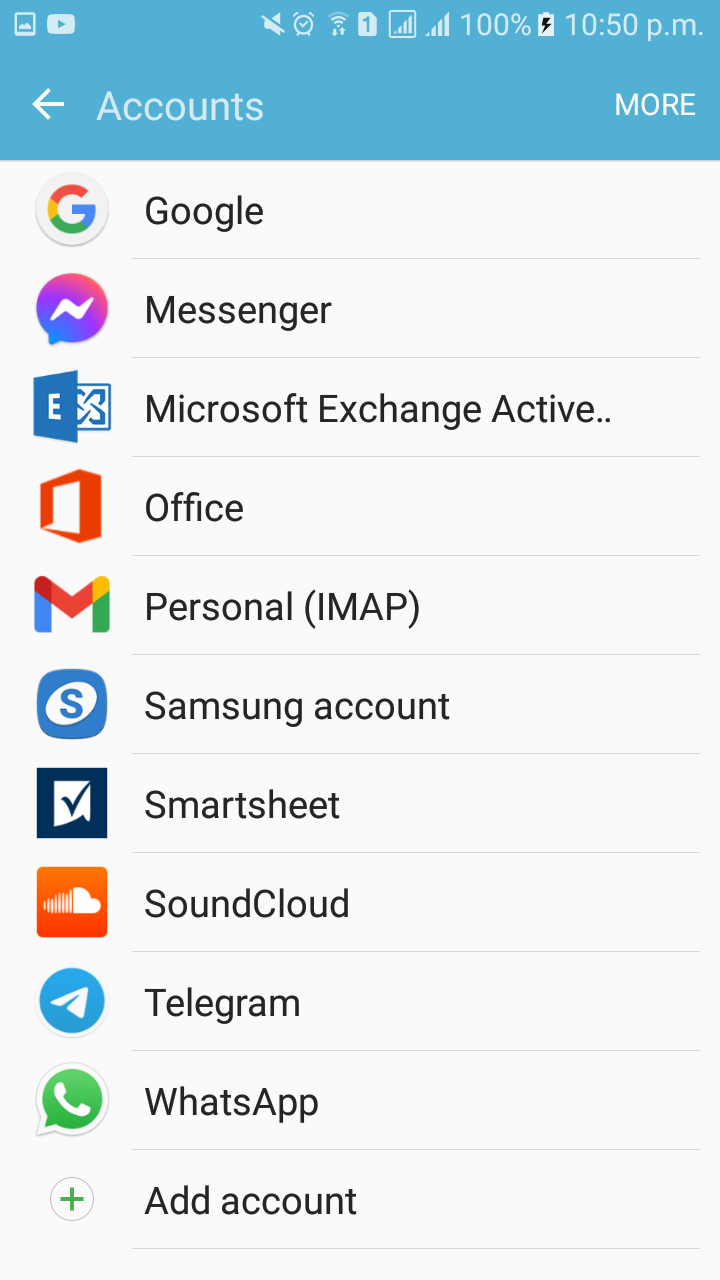 1 100% 10:50 p.m.
Accounts MORE
Google
Messenger
Microsoft Exchange Active..
Office
Personal (IMAP)
Samsung account
Smartsheet
SoundCloud
Telegram
WhatsApp
Add account